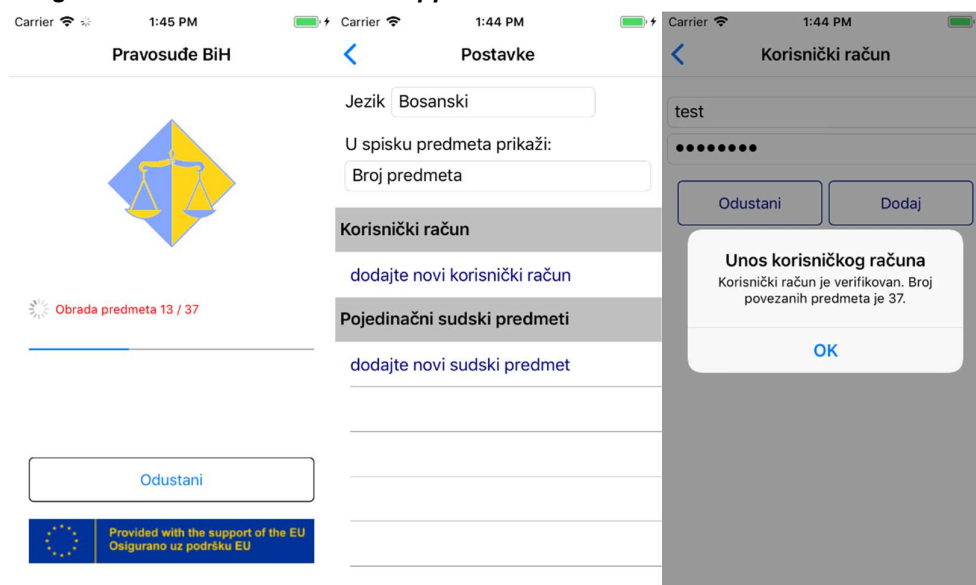 Carrier 1:45 PM
Pravosuđe BiH
Obrada predmeta 13 / 37
Odustani
Provided with the support of the EU
Osigurano uz podršku EU
Carrier 1:44 PM
Postavke
Jezik Bosanski
U spisku predmeta prikaži:
Broj predmeta
Korisnički račun
dodajte novi korisnički račun
Pojedinačni sudski predmeti
dodajte novi sudski predmet
Carrier 1:44 PM
Korisnički račun
test
Odustani Dodaj
Unos korisničkog računa
Korisnički račun je verifikovan. Broj
povezanih predmeta je 37.
OK